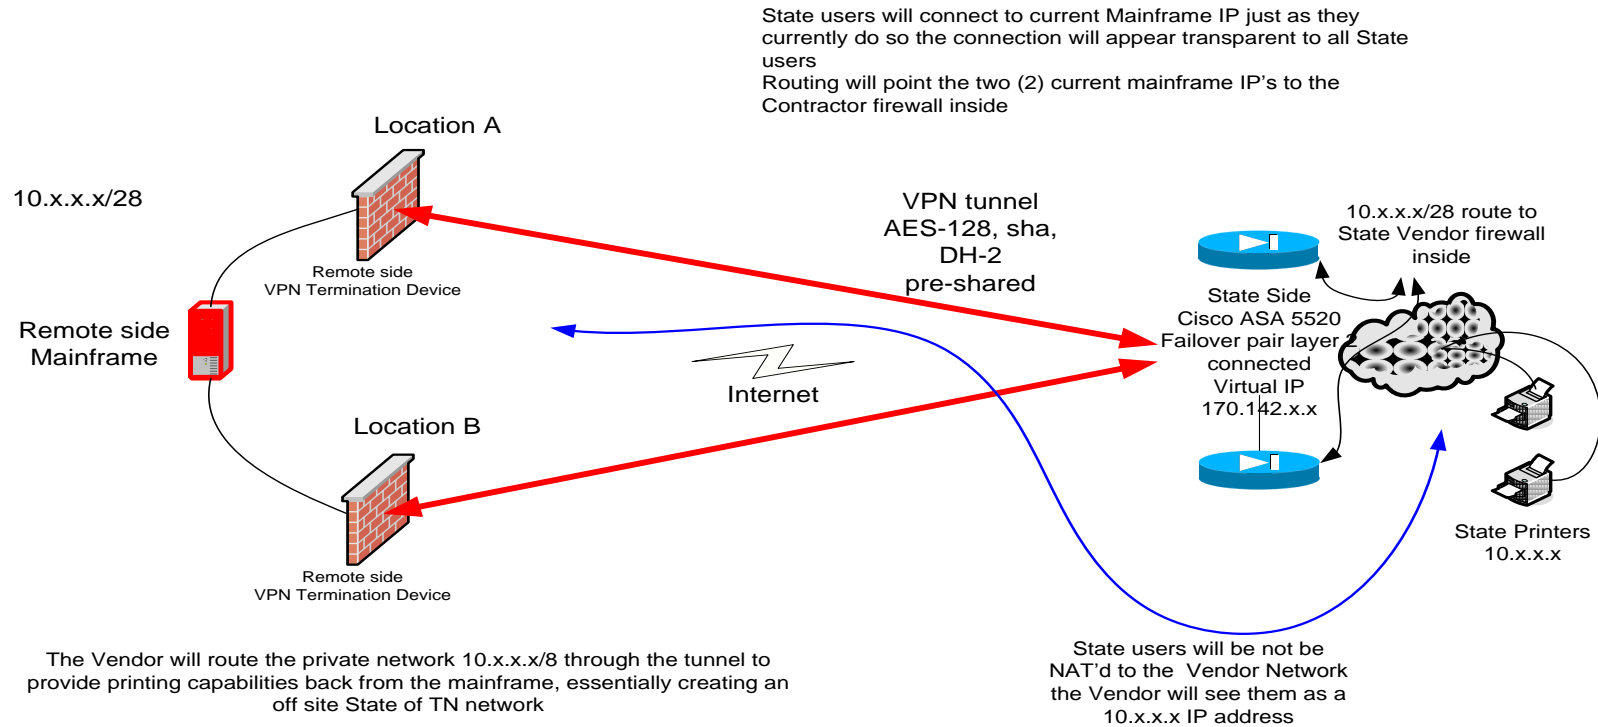 State users will connect to current Mainframe IP just as they
currently do so the connection will appear transparent to all State
users
Routing will point the two (2) current mainframe IP's to the
Contractor firewall inside
Location A
10.x.x.x/28
Remote side
VPN Termination Device
VPN tunnel
AES-128, sha,
DH-2
pre-shared
10.x.x.x/28 route to
State Vendor firewall
inside
State Side
Cisco ASA 5520
Failover pair layer 2
connected
Virtual IP
170.142.x.x
Remote side
Mainframe
Internet
Location B
Remote side
VPN Termination Device
State Printers
10.x.x.x
The Vendor will route the private network 10.x.x.x/8 through the tunnel to
provide printing capabilities back from the mainframe, essentially creating an
off site State of TN network
State users will be not be
NAT'd to the Vendor Network
the Vendor will see them as a
10.x.x.x IP address